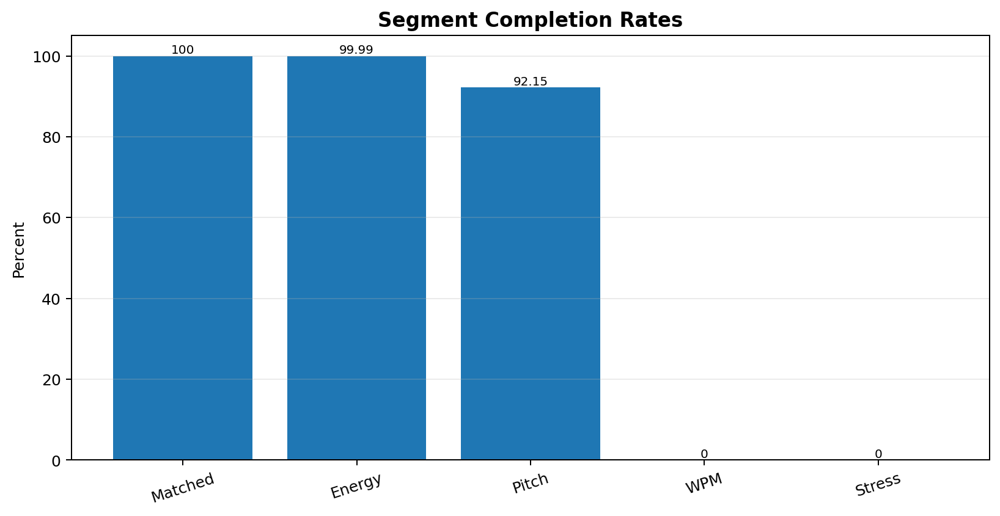 Segment Completion Rates
100
99.99
92.15
0
0
100
80
60
40
20
0
Percent
Matched
Energy
Pitch
WPM
Stress